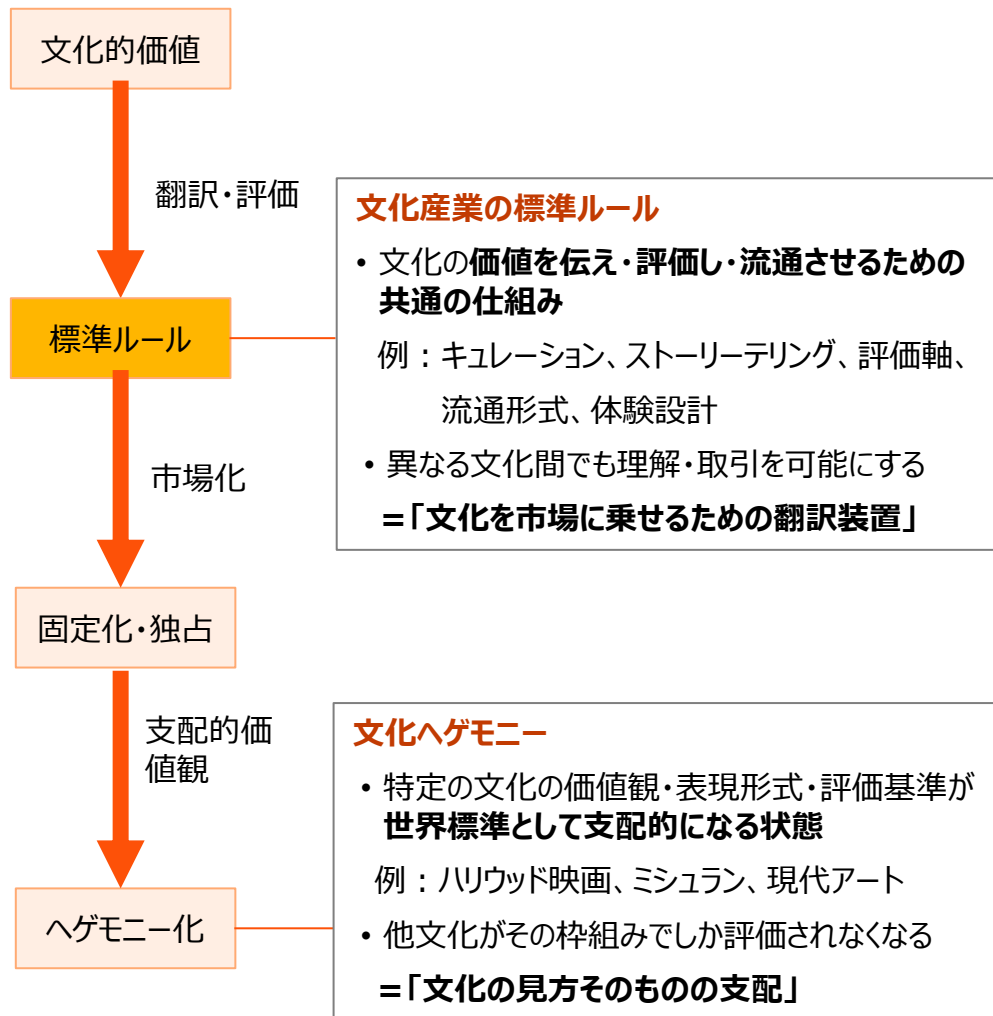 文化的価値
翻訳・評価
標準ルール
市場化
固定化・独占
支配的価
値観
ヘゲモニー化
文化産業の標準ルール
• 文化の価値を伝え・評価し・流通させるための
共通の仕組み
例：キュレーション、ストーリーテリング、評価軸、
流通形式、体験設計
• 異なる文化間でも理解・取引を可能にする
=「文化を市場に乗せるための翻訳装置」
文化ヘゲモニー
• 特定の文化の価値観・表現形式・評価基準が
世界標準として支配的になる状態
例：ハリウッド映画、ミシュラン、現代アート
• 他文化がその枠組みでしか評価されなくなる
=「文化の見方そのものの支配」